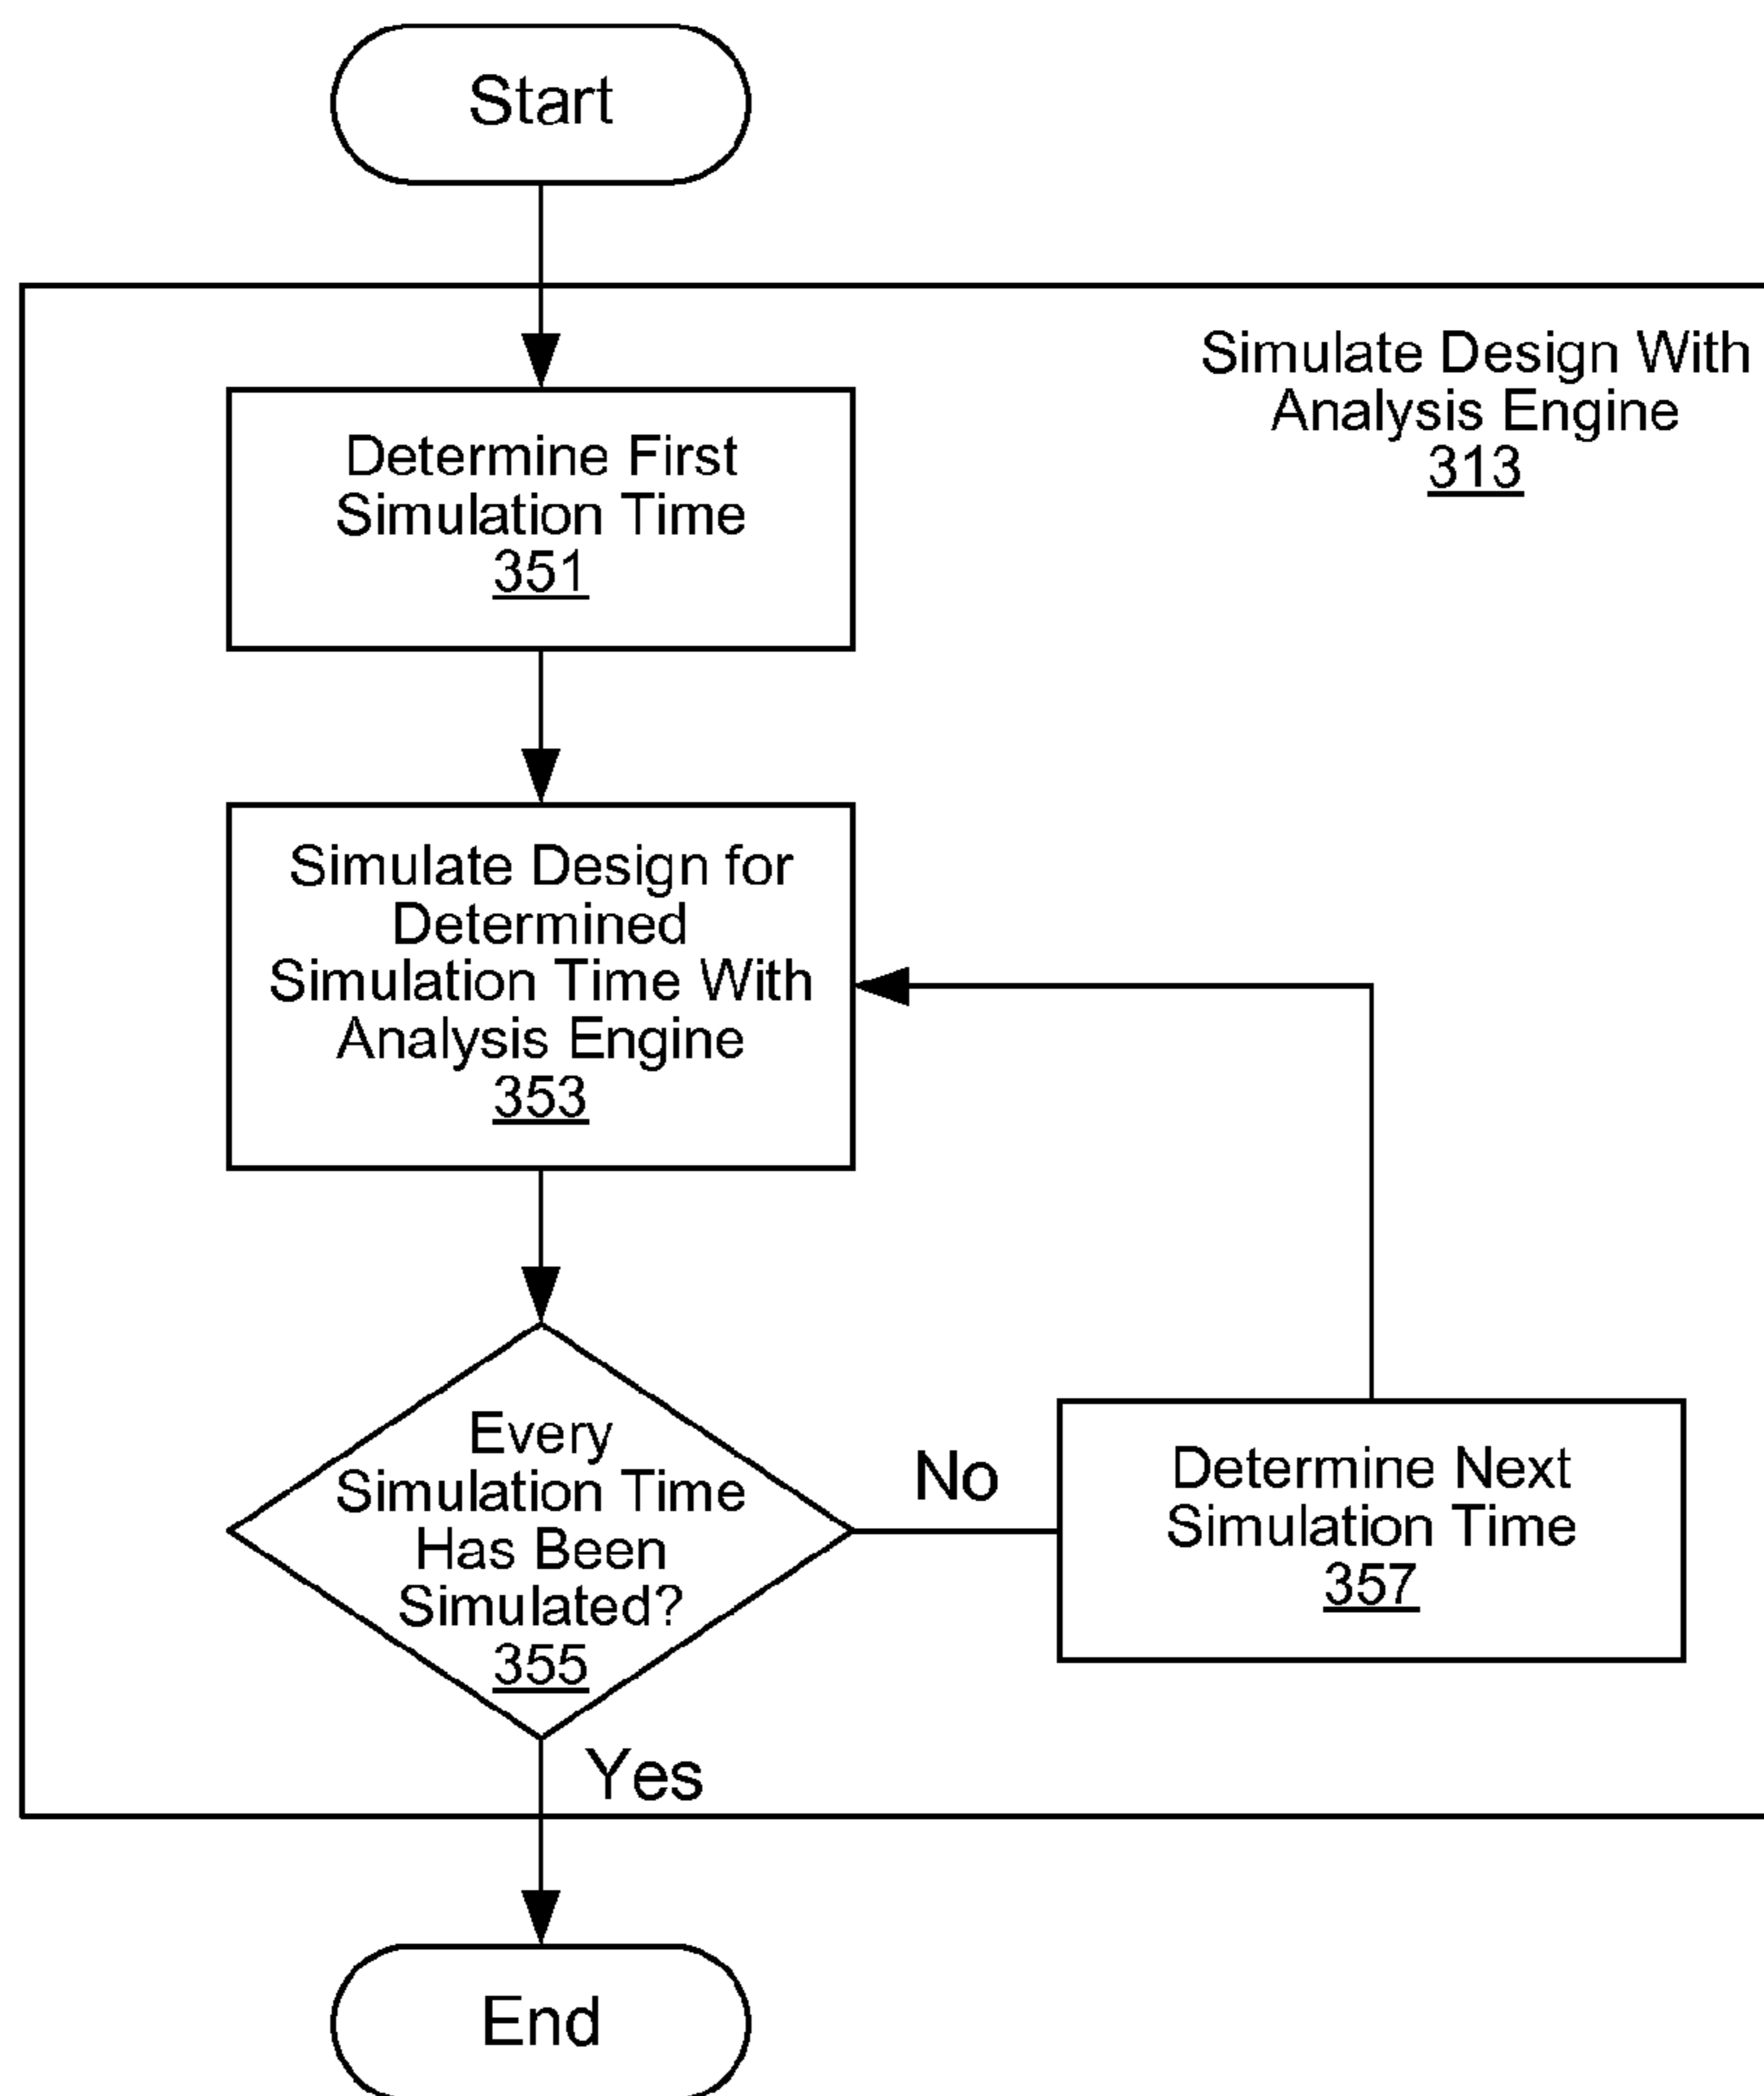 Start
Simulate Design With
Analysis Engine
313
Determine First
Simulation Time
351
Simulate Design for
Determined
Simulation Time With
Analysis Engine
353
Every
Simulation Time
Has Been
Simulated?
355
No
Determine Next
Simulation Time
357
Yes
End